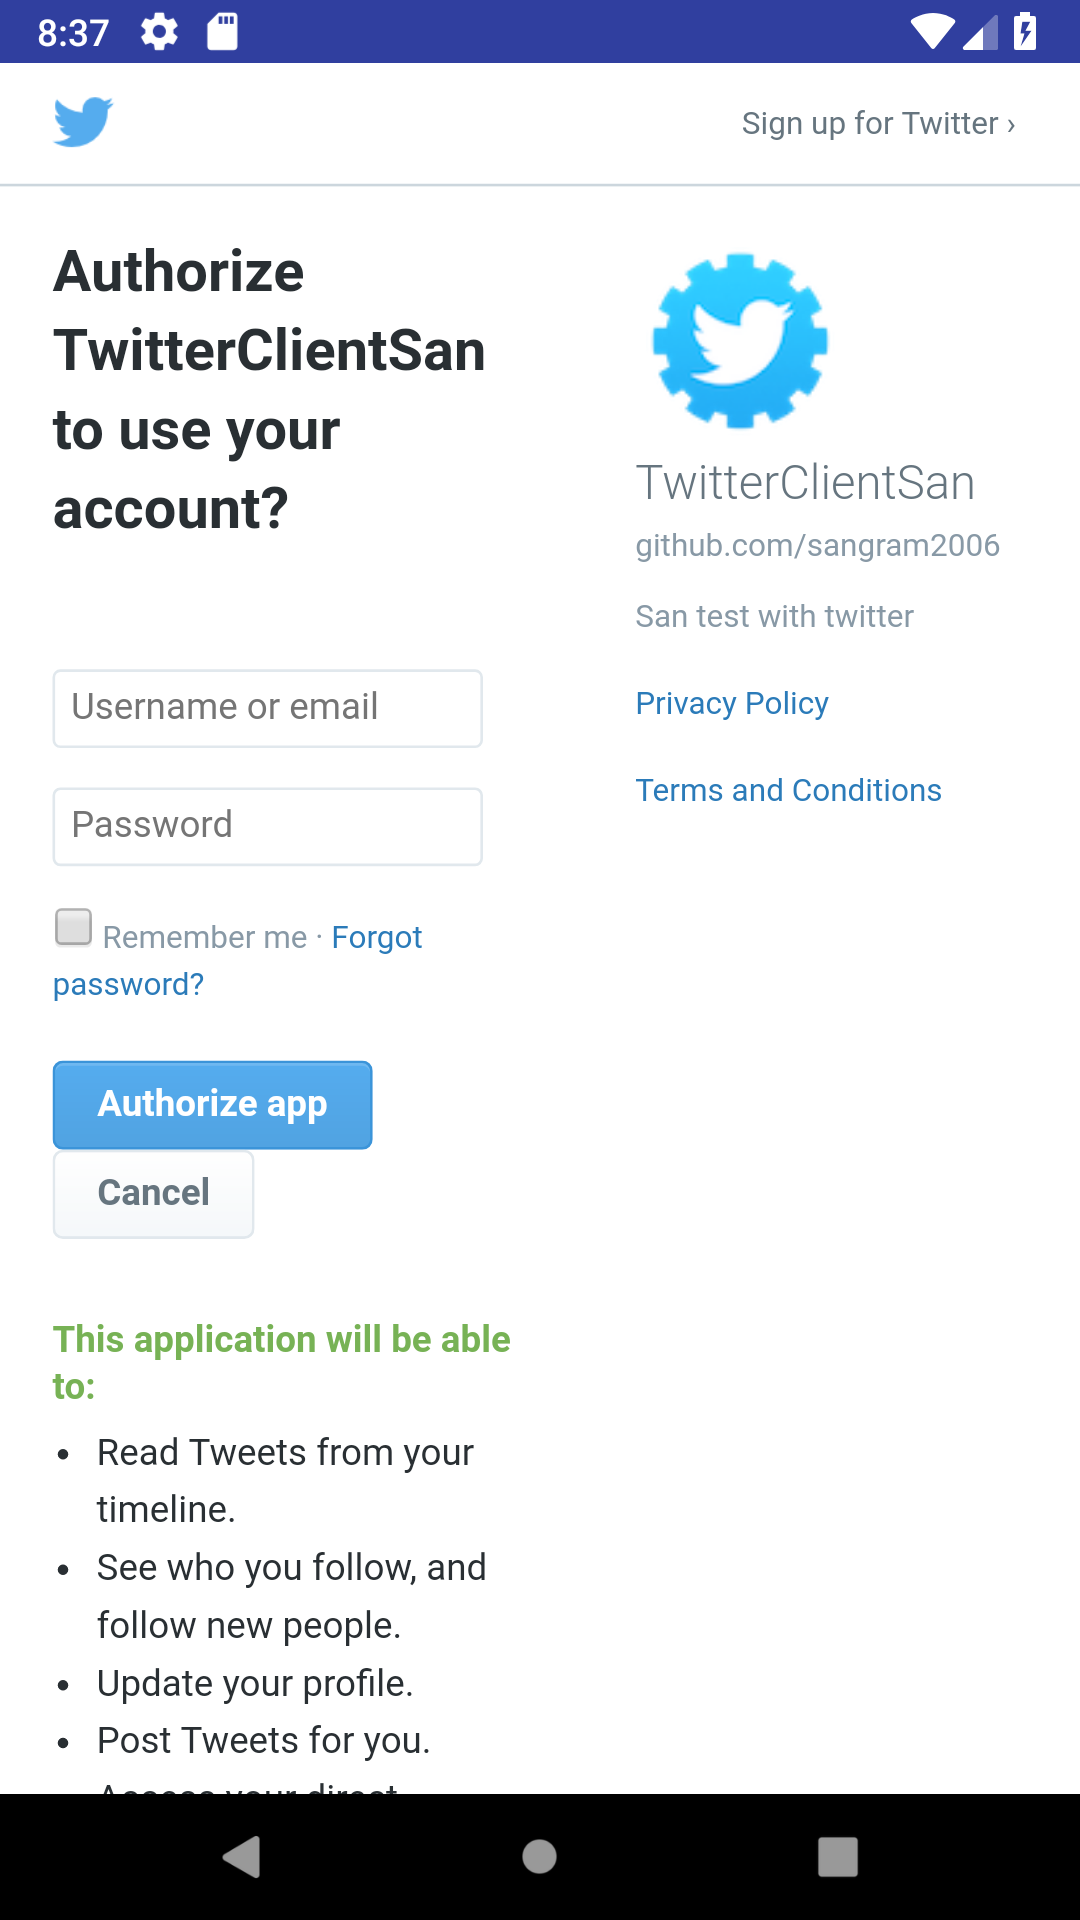 8:37
Sign up for Twitter ›
Authorize
TwitterClientSan
to use your
account?
TwitterClientSan
github.com/sangram2006
San test with twitter
Privacy Policy
Terms and Conditions
Username or email
Password
Remember me · Forgot
password?
Authorize app
Cancel
This application will be able
to:
• Read Tweets from your
timeline.
• See who you follow, and
follow new people.
• Update your profile.
• Post Tweets for you.
Access your direct